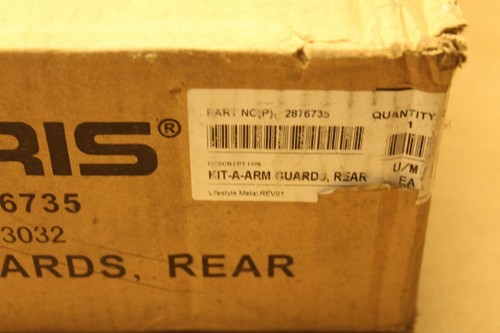 RIS®
6735
3032
ARDS, REAR
PART NO(P): 2876735
QUANTITY
1
DESCRIPTION
KIT-A-ARM GUARDS, REAR
U/M
EA
Lifestyle Metal,REV01